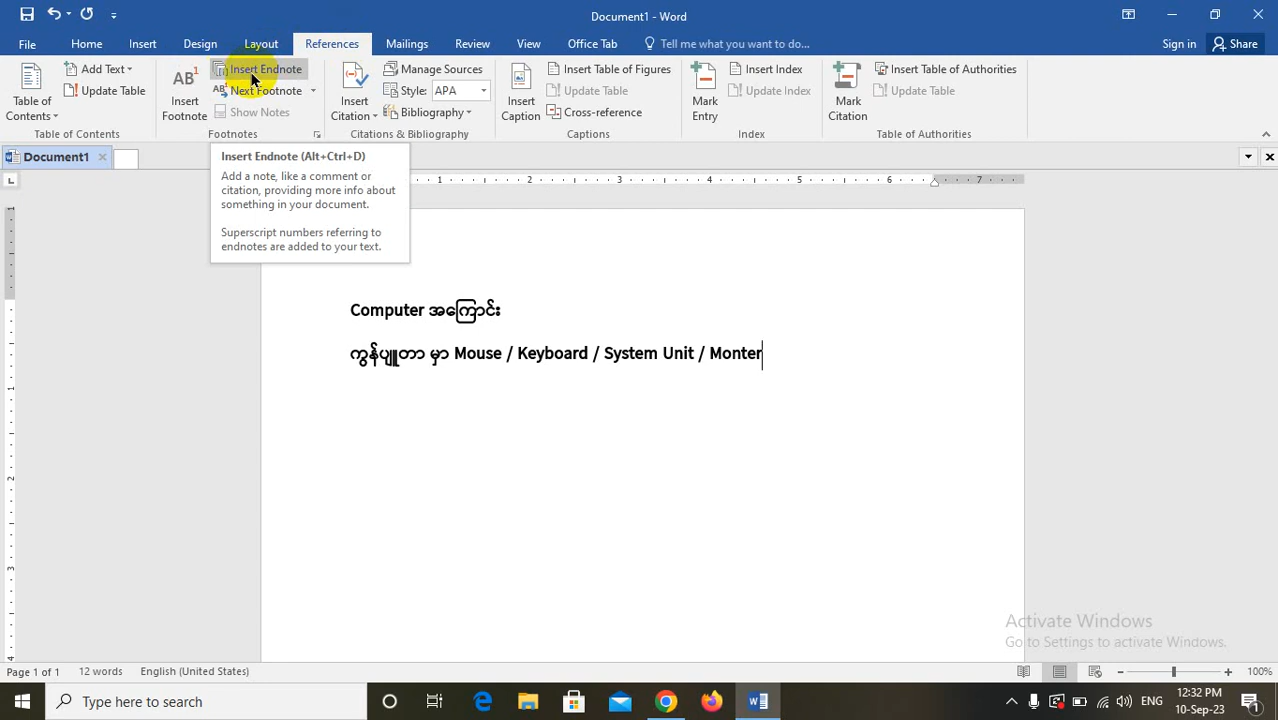 Document1 - Word
File Home Insert Design Layout References Mailings Review View Office Tab Tell me what you want to do... Sign in Share
Table of Contents
Add Text
Update Table
Table of Contents
AB1 Insert Footnote
Insert Endnote
Next Footnote
Show Notes
Footnotes
Insert Citation
Manage Sources
Style: APA
Bibliography
Citations & Bibliography
Insert Caption
Insert Table of Figures
Update Table
Cross-reference
Captions
Mark Entry
Insert Index
Update Index
Index
Mark Citation
Insert Table of Authorities
Update Table
Table of Authorities
Document1
Insert Endnote (Alt+Ctrl+D)
Add a note, like a comment or
citation, providing more info about
something in your document.
Superscript numbers referring to
endnotes are added to your text.
1 2 3 4 5 6 7
Computer အကြောင်း
ကွန်ပျူတာ မှာ Mouse / Keyboard / System Unit / Monter
Activate Windows
Go to Settings to activate Windows.
Page 1 of 1 12 words English (United States) 100%
Type here to search
ENG
12:32 PM
10-Sep-23